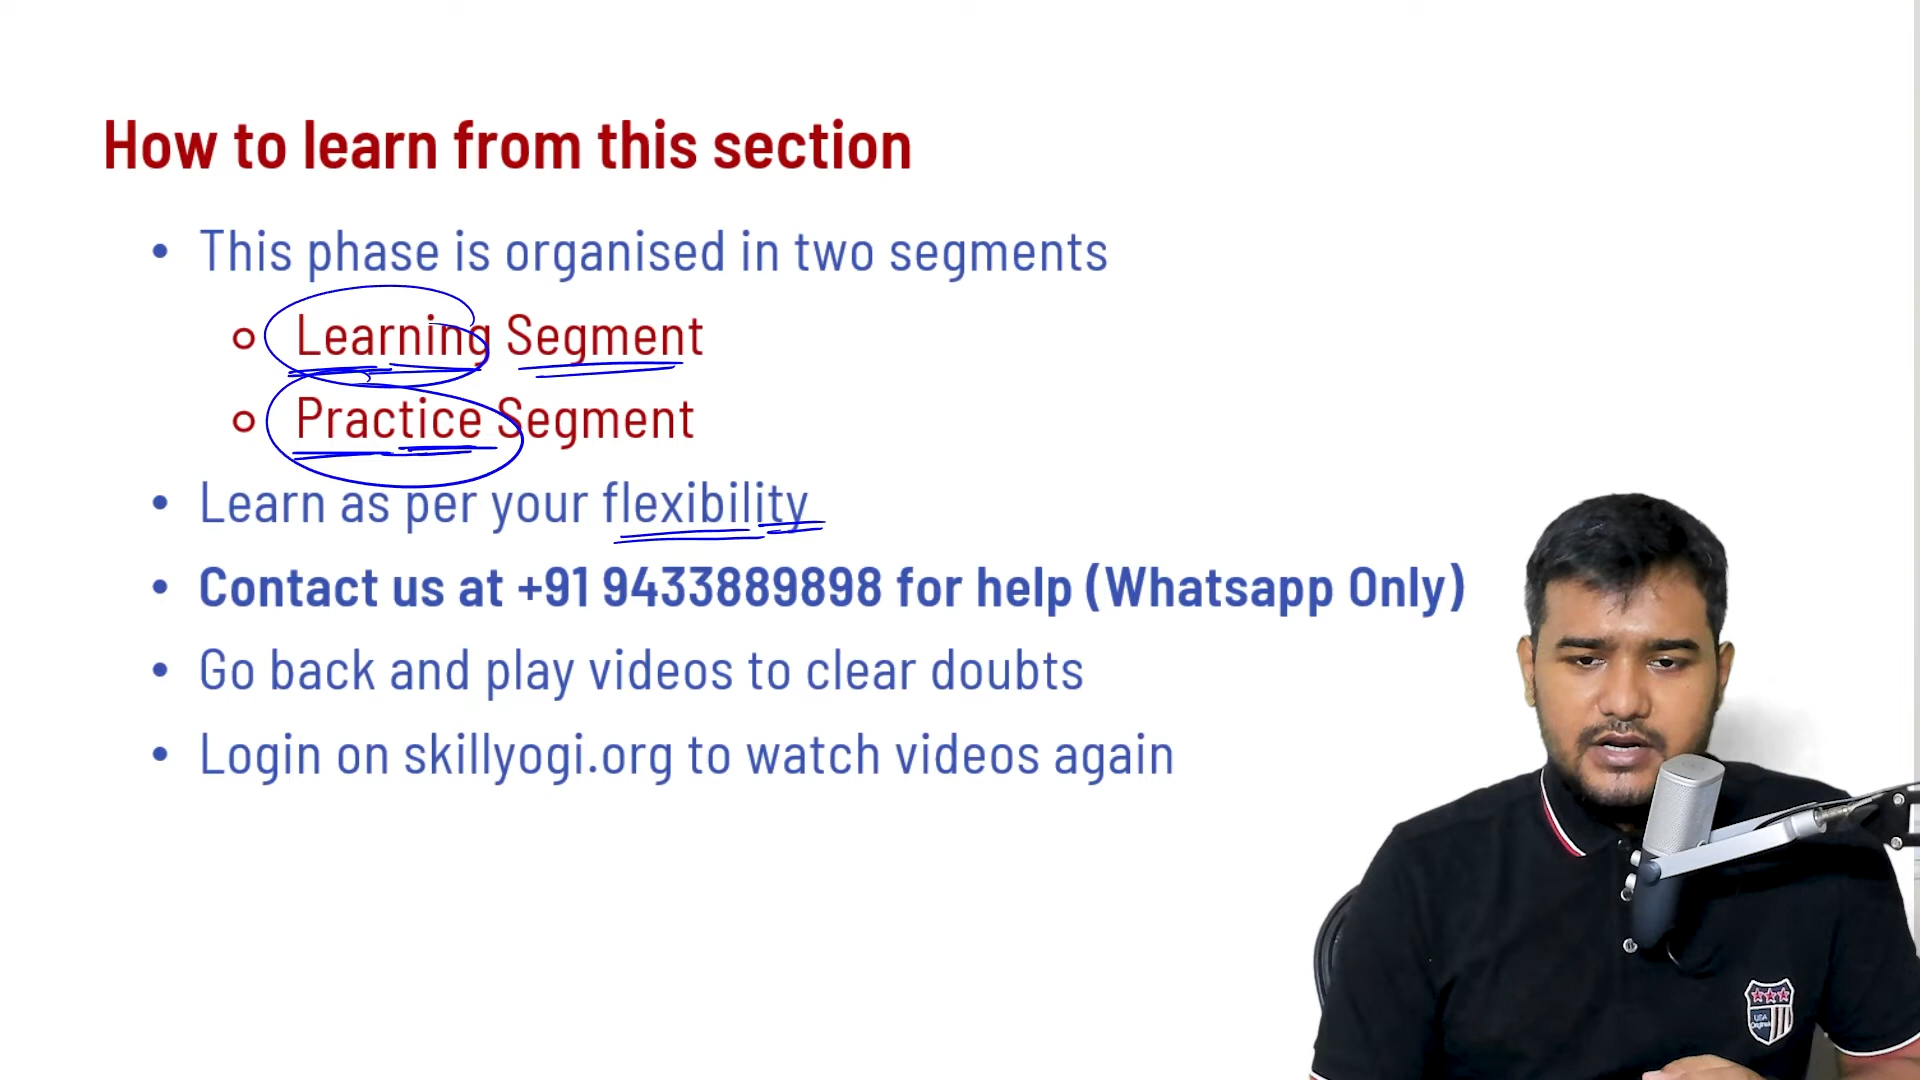 How to learn from this section
• This phase is organised in two segments
○ Learning Segment
○ Practice Segment
• Learn as per your flexibility
• Contact us at +91 9433889898 for help (Whatsapp Only)
• Go back and play videos to clear doubts
• Login on skillyogi.org to watch videos again
USA